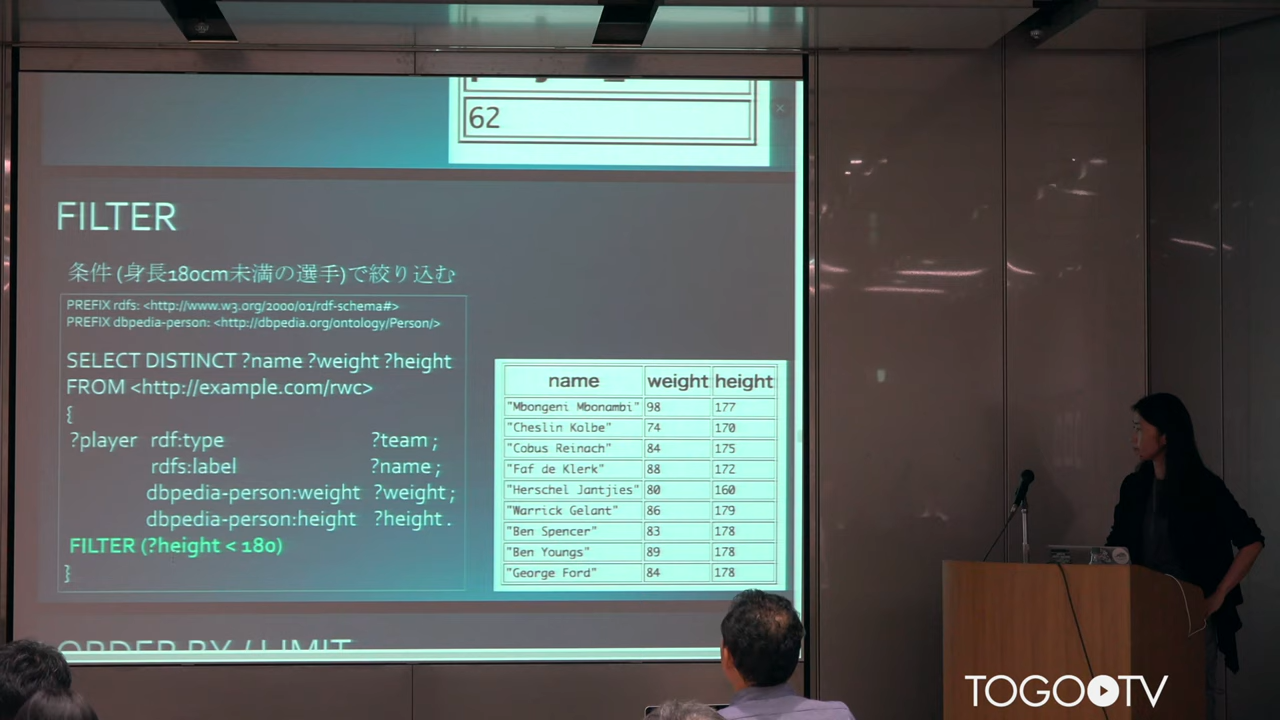 62
FILTER
条件 (身長180cm未満の選手)で絞り込む
PREFIX rdfs: <http://www.w3.org/2000/01/rdf-schema#>
PREFIX dbpedia-person: <http://dbpedia.org/ontology/Person/>
SELECT DISTINCT ?name ?weight ?height
FROM <http://example.com/rwc>
{
?player rdf:type ?team ;
rdfs:label ?name ;
dbpedia-person:weight ?weight ;
dbpedia-person:height ?height .
FILTER (?height < 180)
}
name weight height
"Mbongeni Mbonambi" 98 177
"Cheslin Kolbe" 74 170
"Cobus Reinach" 84 175
"Faf de Klerk" 88 172
"Herschel Jantjies" 80 160
"Warrick Gelant" 86 179
"Ben Spencer" 83 178
"Ben Youngs" 89 178
"George Ford" 84 178
ORDER BY / LIMIT
TOGO TV